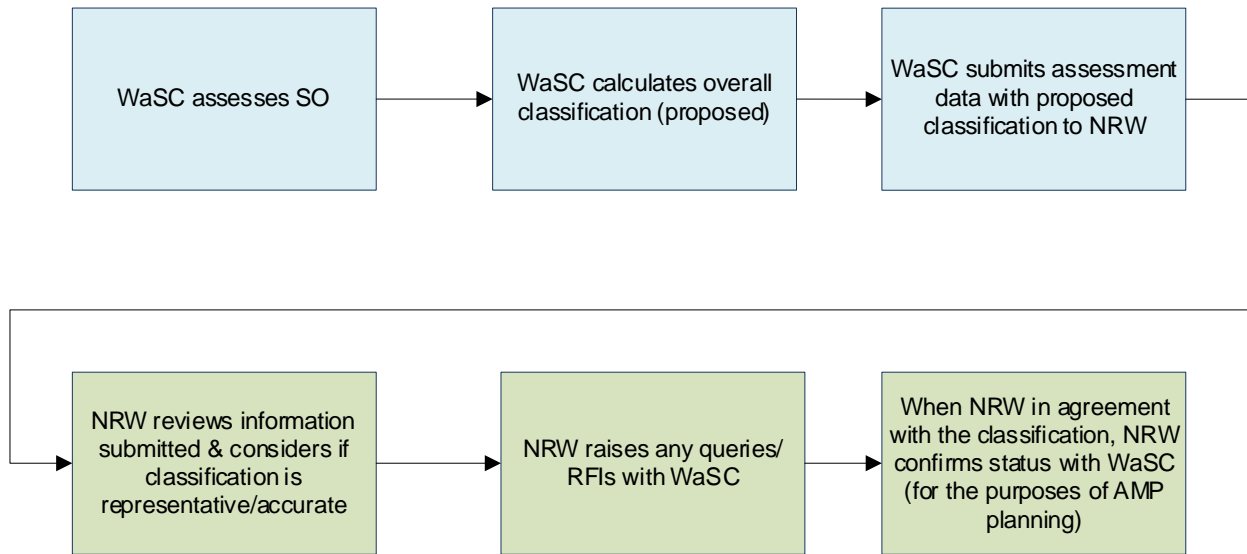 WaSC assesses SO
WaSC calculates overall
classification (proposed)
WaSC submits assessment
data with proposed
classification to NRW
NRW reviews information
submitted & considers if
classification is
representative/accurate
NRW raises any queries/
RFIs with WaSC
When NRW in agreement
with the classification, NRW
confirms status with WaSC
(for the purposes of AMP
planning)